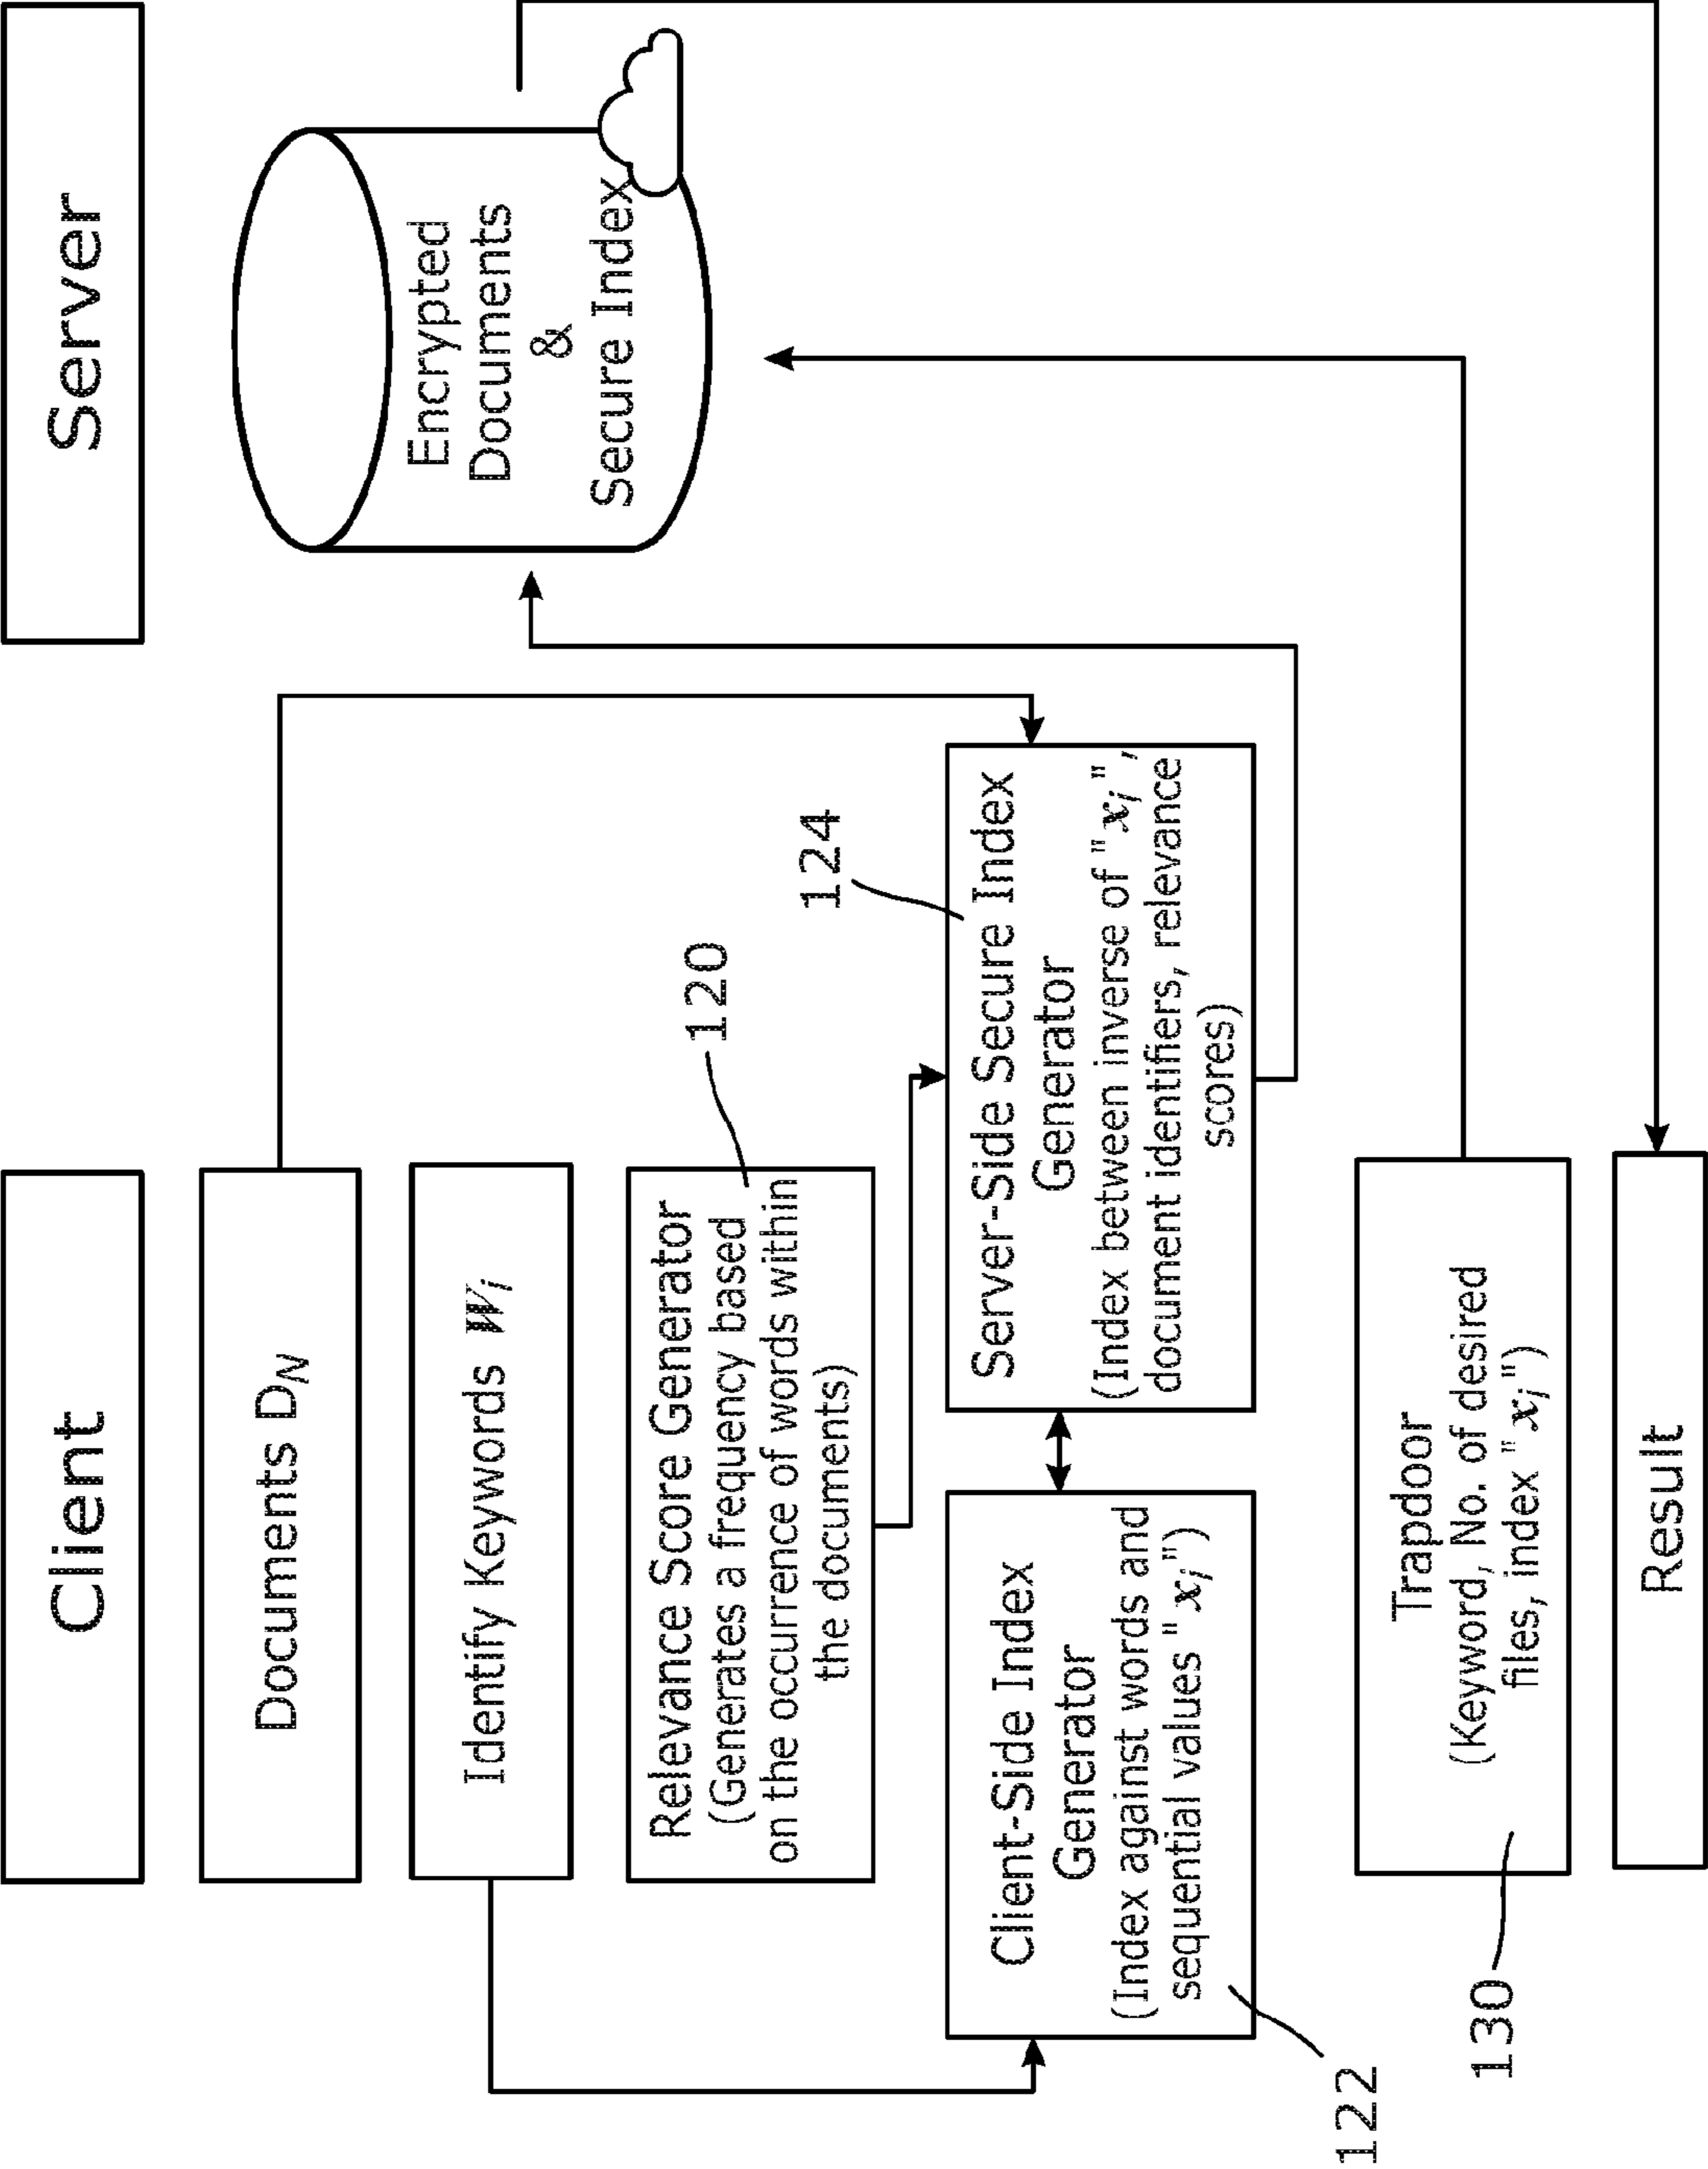 Client
Server
Documents D_N
Identify Keywords W_i
Relevance Score Generator
(Generates a frequency based
on the occurrence of words within
the documents)
120
Encrypted
Documents
&
Secure Index
Client-Side Index
Generator
(Index against words and
sequential values "x_i")
122
Server-Side Secure Index
Generator
(Index between inverse of "x_i",
document identifiers, relevance
scores)
124
Trapdoor
(Keyword, No. of desired
files, index "x_i")
130
Result